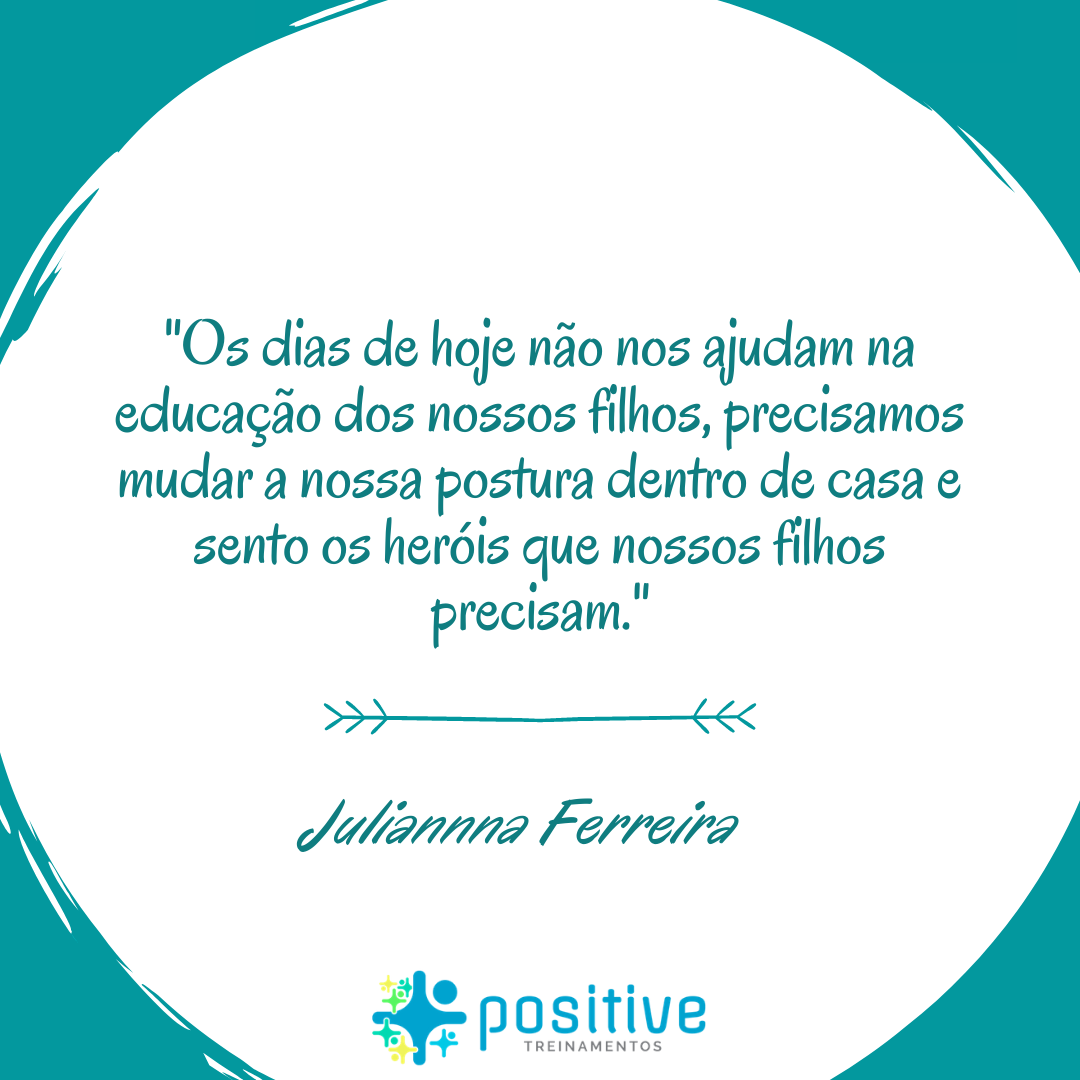 "Os dias de hoje não nos ajudam na
educação dos nossos filhos, precisamos
mudar a nossa postura dentro de casa e
sento os heróis que nossos filhos
precisam."
Juliannna Ferreira
positive
TREINAMENTOS